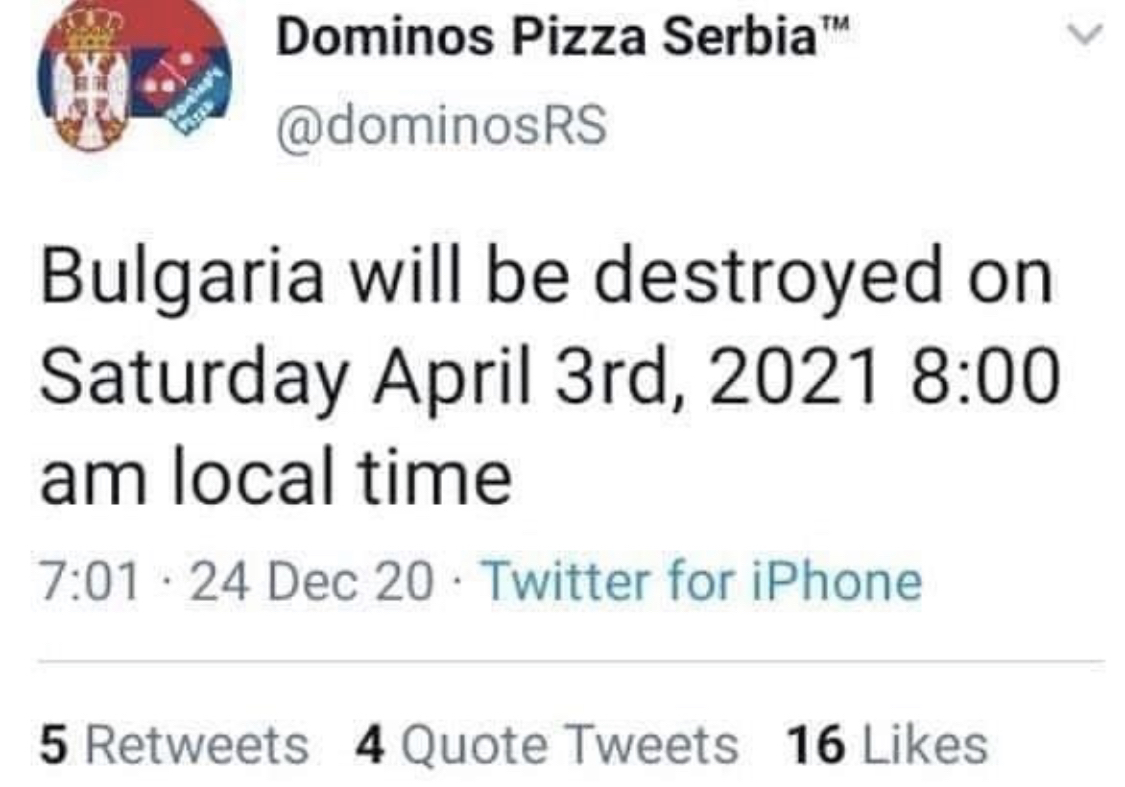 Dominos Pizza Serbia™
@dominosRS
Bulgaria will be destroyed on
Saturday April 3rd, 2021 8:00
am local time
7:01 · 24 Dec 20 · Twitter for iPhone
5 Retweets 4 Quote Tweets 16 Likes